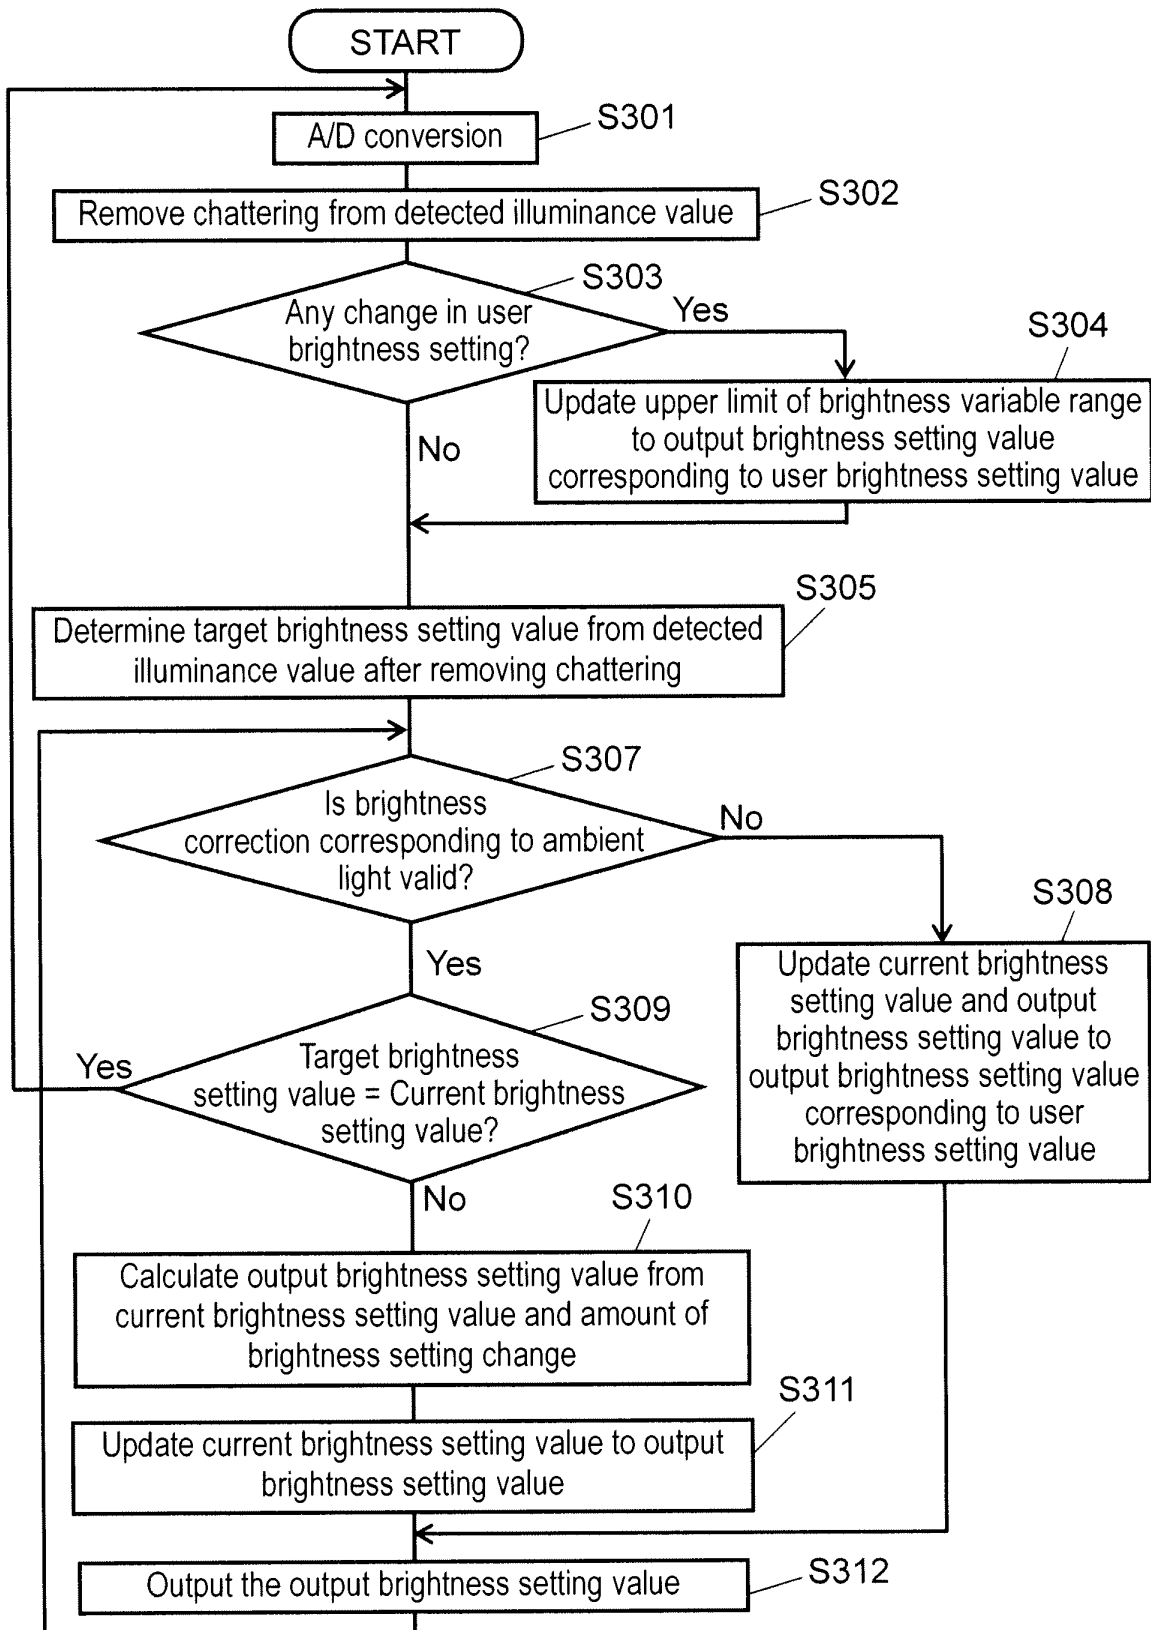 START
A/D conversion
S301
Remove chattering from detected illuminance value
S302
Any change in user
brightness setting?
S303
Yes
S304
Update upper limit of brightness variable range
to output brightness setting value
corresponding to user brightness setting value
No
S305
Determine target brightness setting value from detected
illuminance value after removing chattering
S307
Is brightness
correction corresponding to ambient
light valid?
No
S308
Update current brightness
setting value and output
brightness setting value to
output brightness setting value
corresponding to user
brightness setting value
Yes
S309
Target brightness
setting value = Current brightness
setting value?
Yes
No
S310
Calculate output brightness setting value from
current brightness setting value and amount of
brightness setting change
S311
Update current brightness setting value to output
brightness setting value
Output the output brightness setting value
S312